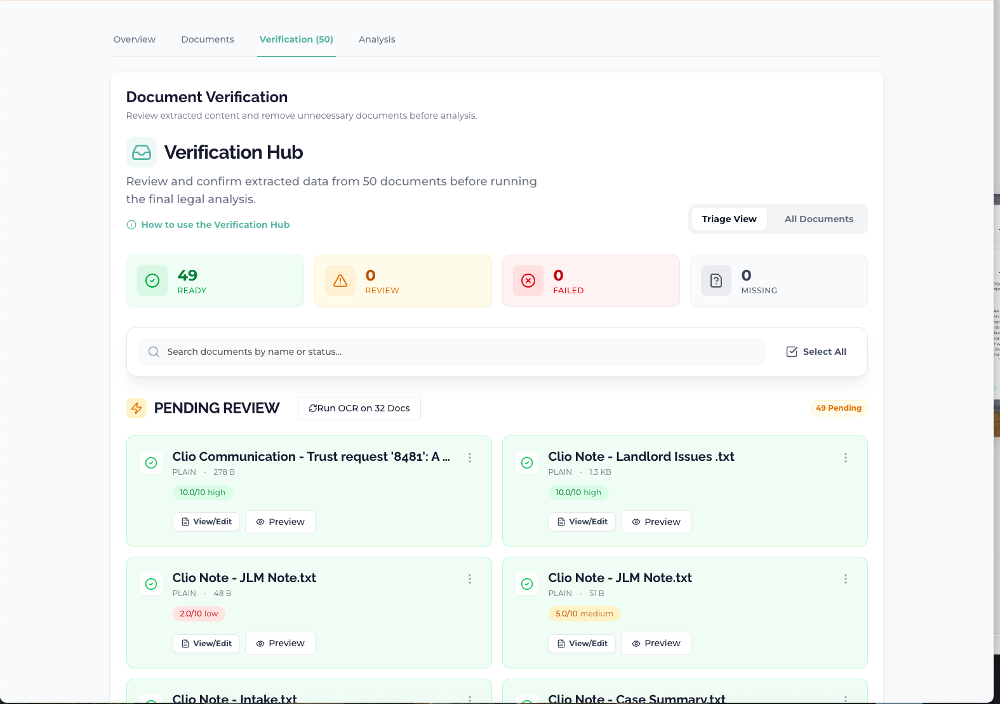 Overview Documents Verification (50) Analysis
Document Verification
Review extracted content and remove unnecessary documents before analysis.
Verification Hub
Review and confirm extracted data from 50 documents before running
the final legal analysis.
How to use the Verification Hub
Triage View All Documents
49
READY
0
REVIEW
0
FAILED
0
MISSING
Search documents by name or status...
Select All
PENDING REVIEW
Run OCR on 32 Docs
49 Pending
Clio Communication - Trust request '8481': A ...
PLAIN · 278 B
10.0/10 high
View/Edit Preview
Clio Note - Landlord Issues .txt
PLAIN · 1.3 KB
10.0/10 high
View/Edit Preview
Clio Note - JLM Note.txt
PLAIN · 48 B
2.0/10 low
View/Edit Preview
Clio Note - JLM Note.txt
PLAIN · 51 B
5.0/10 medium
View/Edit Preview
Clio Note - Intake.txt
Clio Note - Case Summary.txt